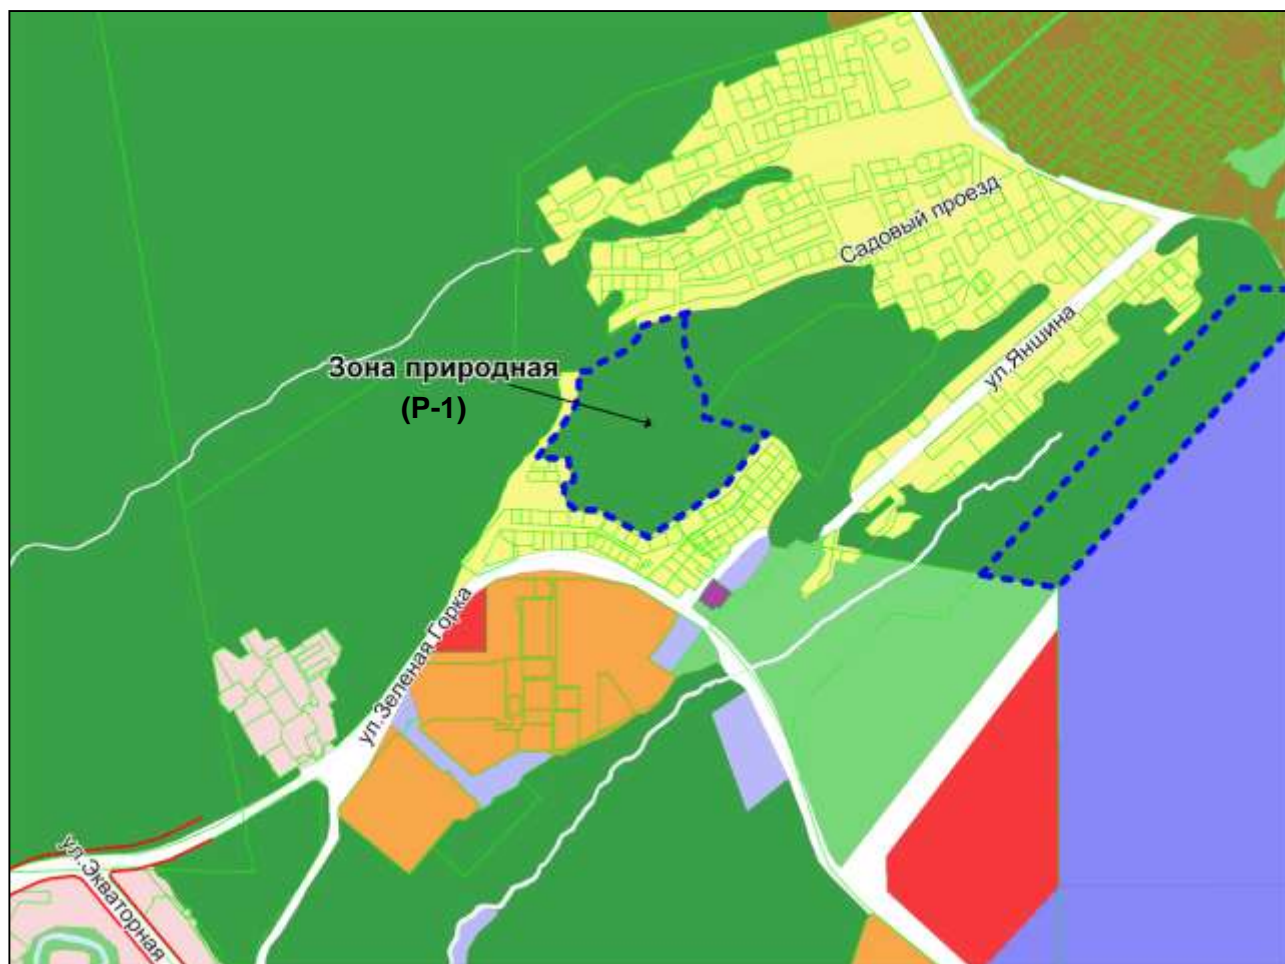 Садовый проезд
ул.Яншина
Зона природная
(Р-1)
ул.Зеленая Горка
ул.Экваторная